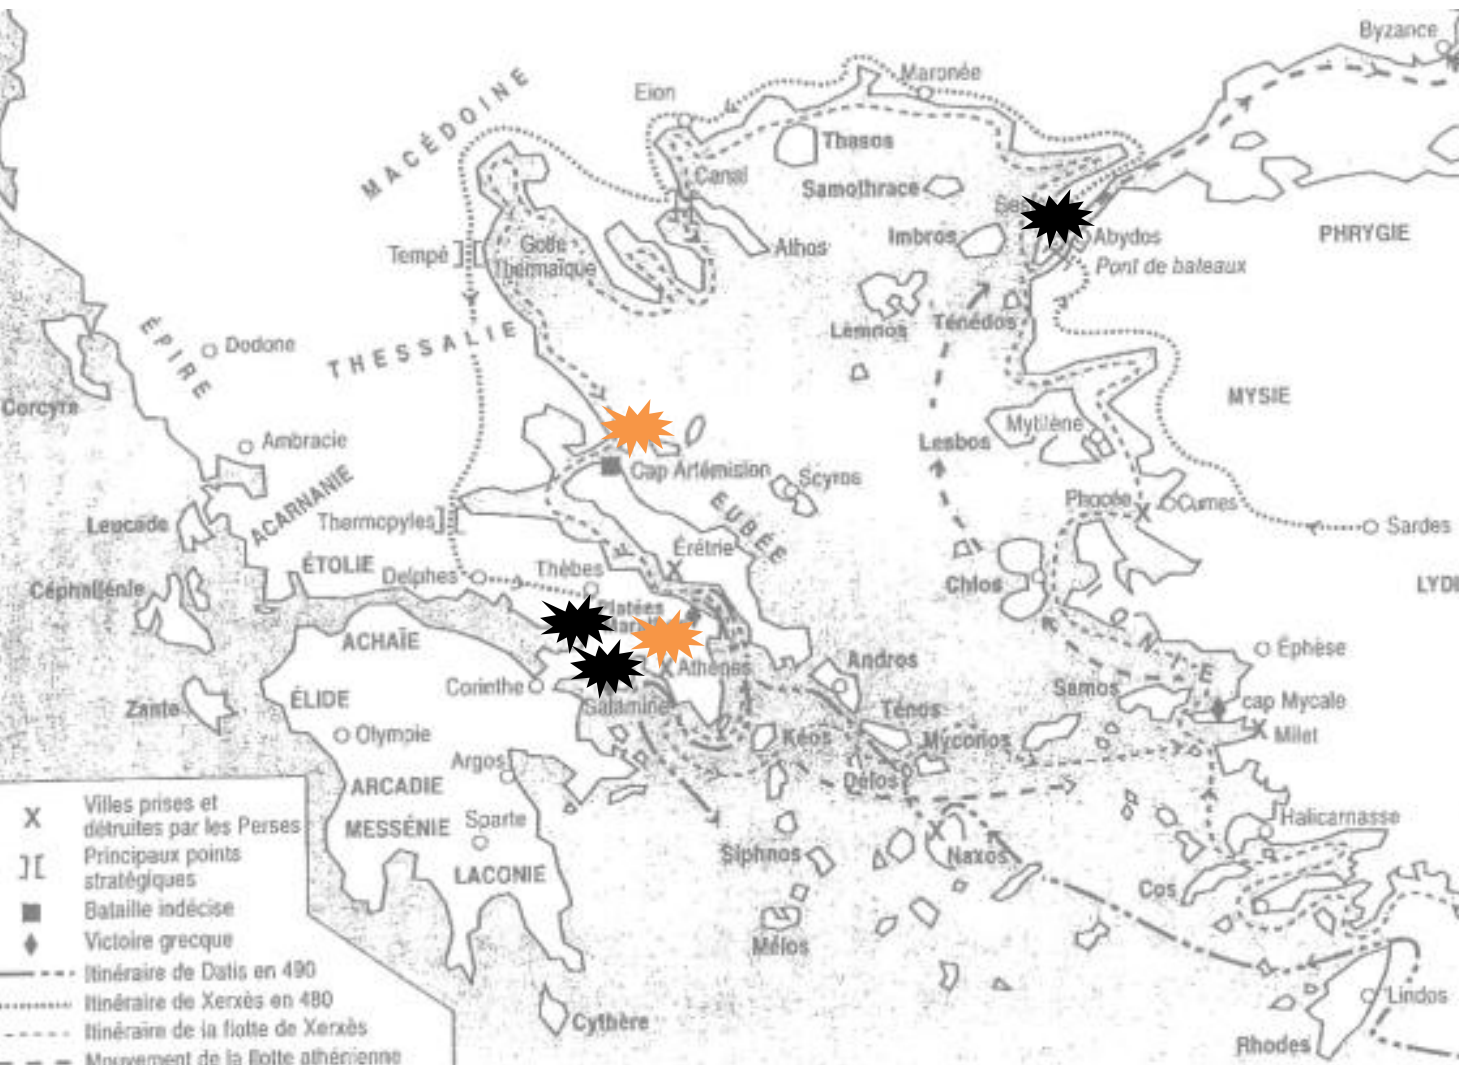 Byzance
Maronée
Eion
MACÉDOINE
Thasos
Canal
Samothrace
PHRYGIE
Imbros
Abydos
Athos
Golfe
Thermaïque
Tempé
Pont de bateaux
ÉPIRE
Dodone
THESSALIE
Lemnos
Ténédos
Corcyre
MYSIE
Mytilène
Lesbos
Ambracie
Cap Artémision
Scyros
EUBÉE
ACARNANIE
Phocée
Cumes
Leucade
Thermopyles
Sardes
Érétrie
ÉTOLIE
Delphes
Thèbes
Céphallénie
Chios
Platées
ACHAÏE
IONIE
Éphèse
Athènes
Andros
Corinthe
Samos
ÉLIDE
Zante
Salamine
Ténos
cap Mycale
Olympie
Kéos
Myconos
Milet
Argos
Délos
ARCADIE
Villes prises et
détruites par les Perses
MESSÉNIE
Sparte
Halicarnasse
Principaux points
stratégiques
LACONIE
Siphnos
Naxos
Cos
Bataille indécise
Victoire grecque
Mélos
Itinéraire de Datis en 490
Itinéraire de Xerxès en 480
Lindos
Cythère
Itinéraire de la flotte de Xerxès
Rhodes
Mouvement de la flotte athénienne